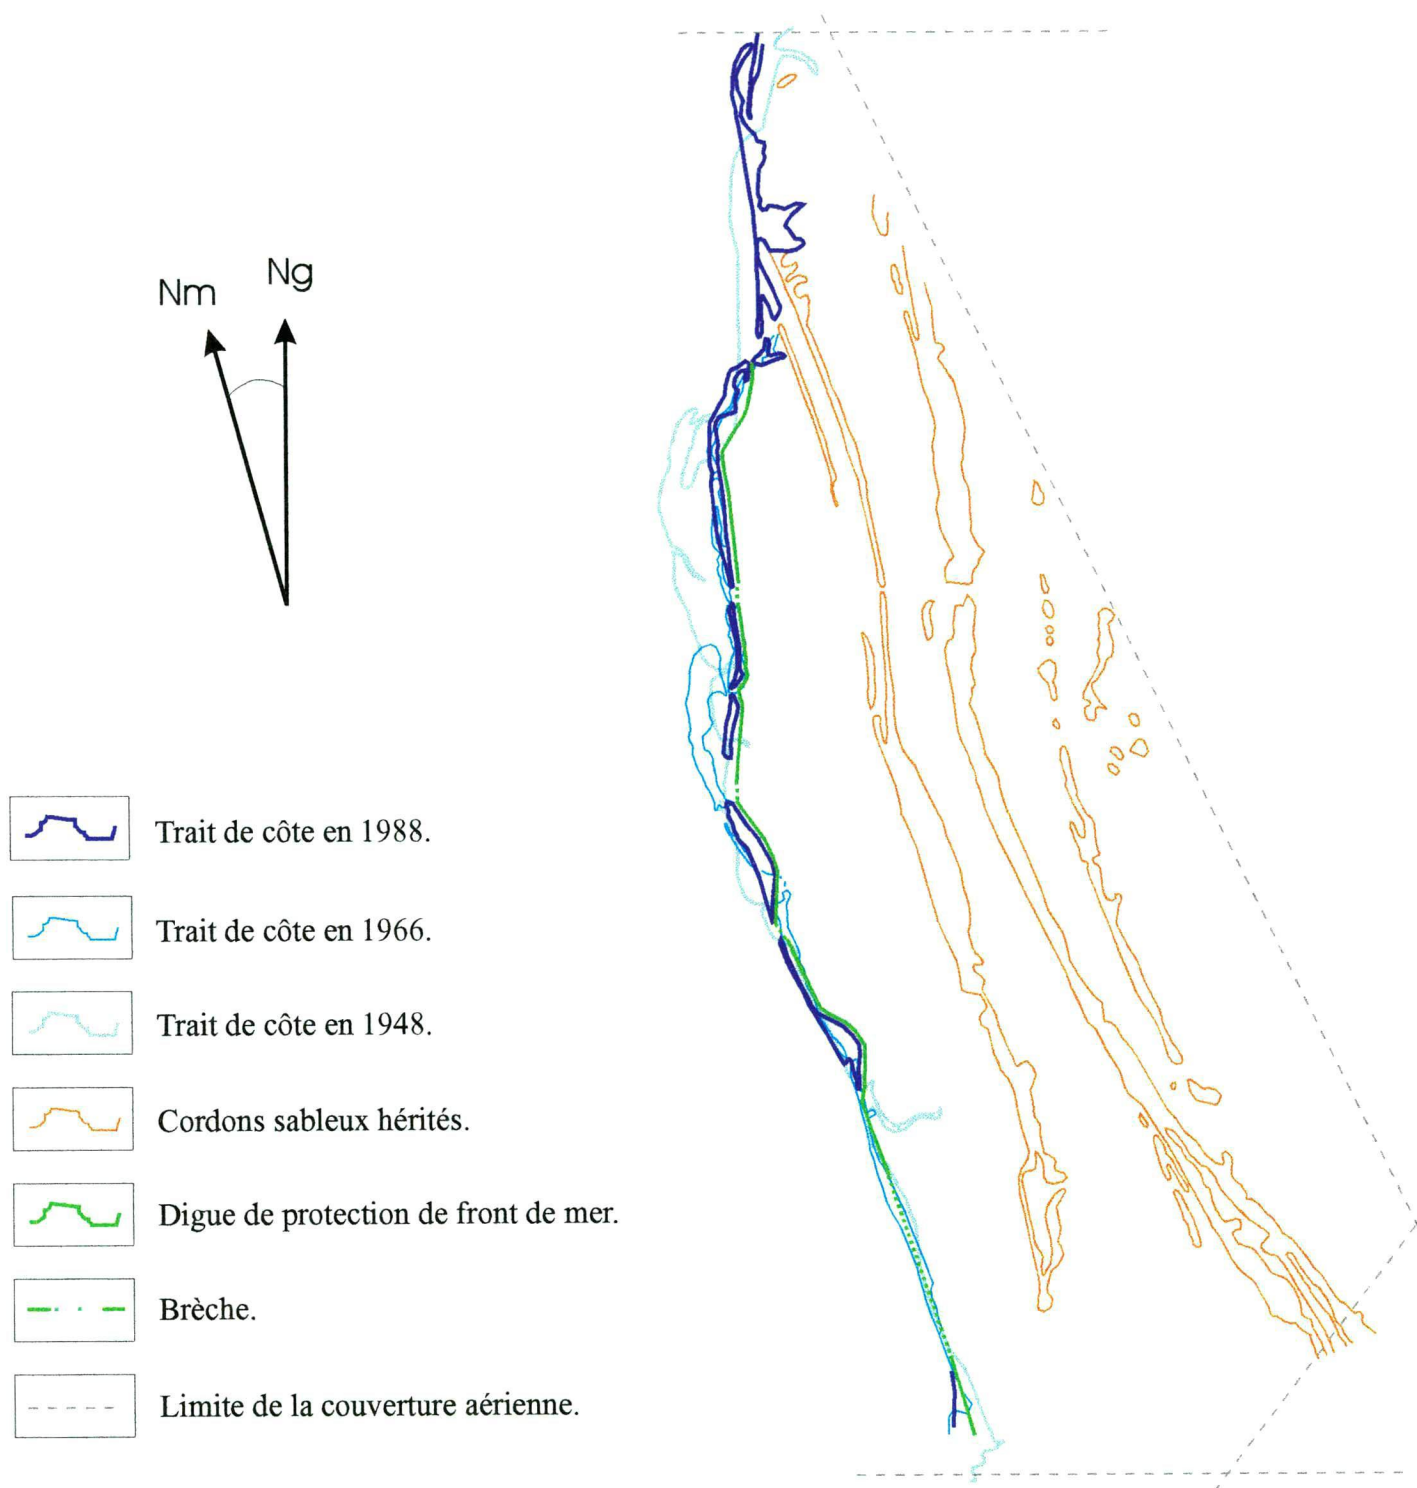 Nm
Ng
Trait de côte en 1988.
Trait de côte en 1966.
Trait de côte en 1948.
Cordons sableux hérités.
Digue de protection de front de mer.
Brèche.
Limite de la couverture aérienne.